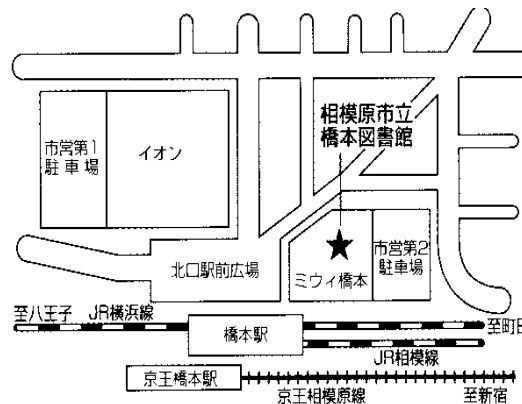 相模原市立
橋本図書館
市営第1
駐車場
イオン
市営第2
駐車場
北口駅前広場
ミウィ橋本
至八王子
JR横浜線
橋本駅
至町田
JR相模線
京王橋本駅
京王相模原線
至新宿